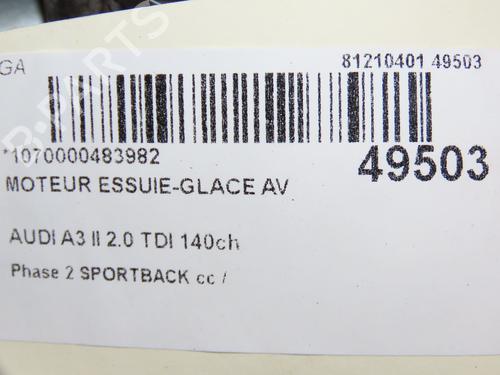 GA
81210401 49503
*1070000483982
49503
MOTEUR ESSUIE-GLACE AV
AUDI A3 II 2.0 TDI 140ch
Phase 2 SPORTBACK cc /
B-PARTS